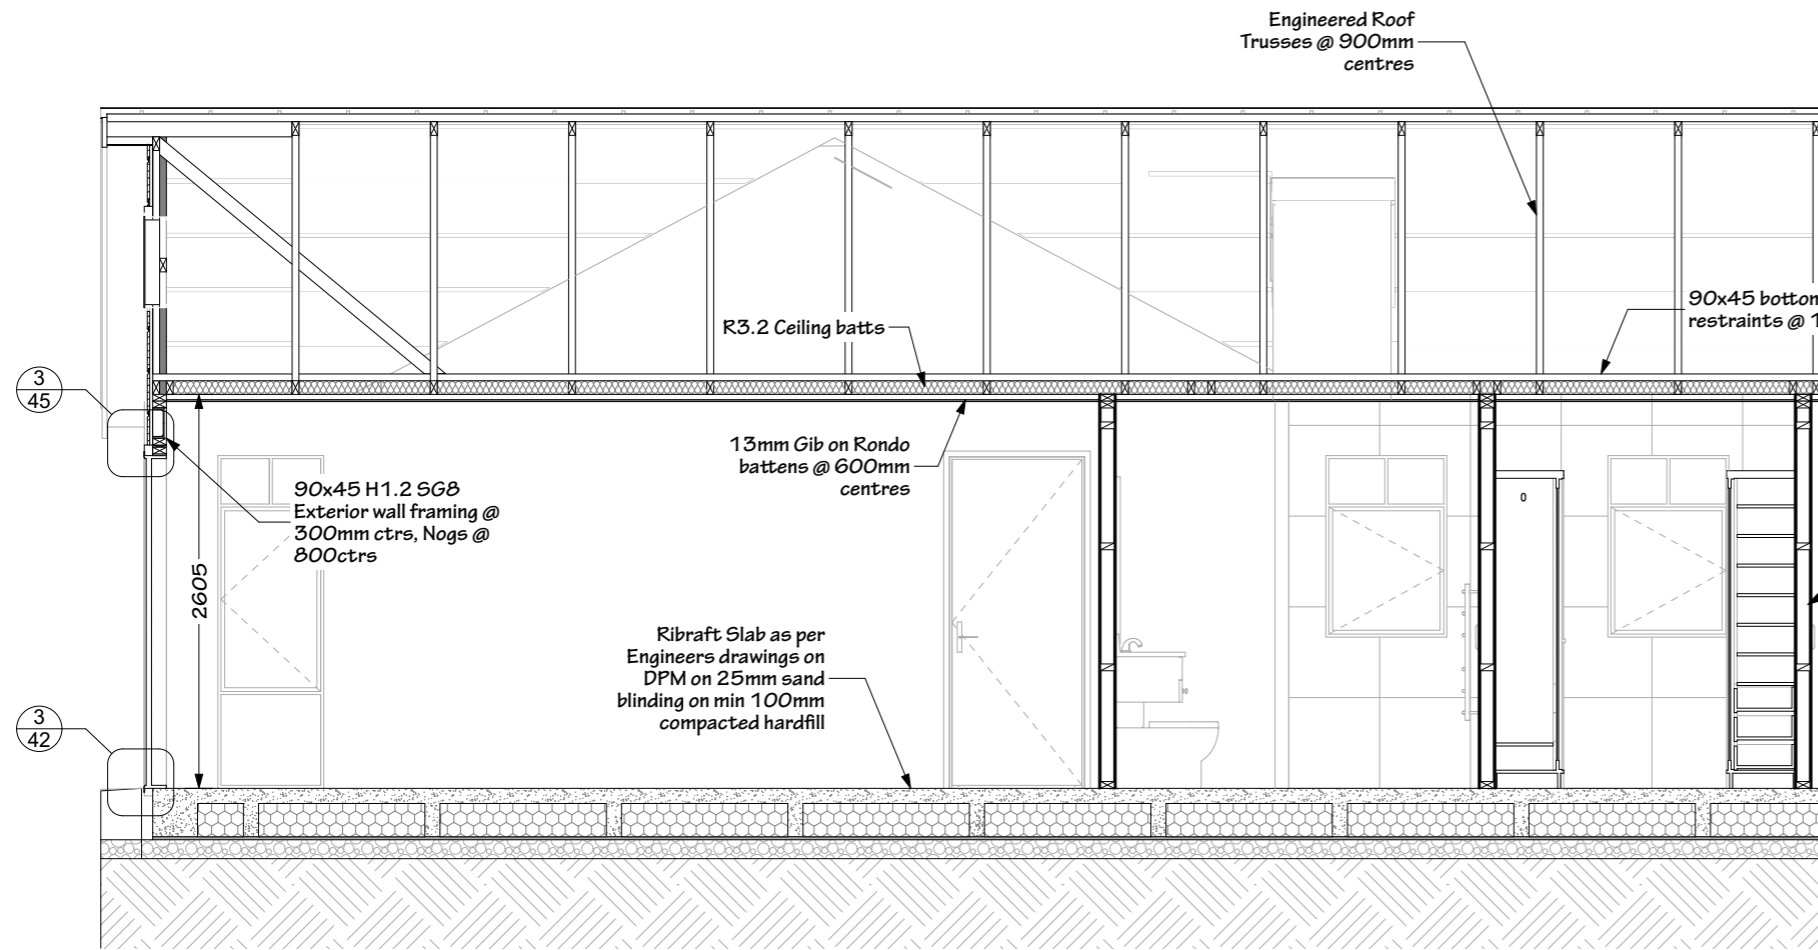 Engineered Roof
Trusses @ 900mm
centres
90x45 bottom
restraints @ 1
R3.2 Ceiling batts
3
45
13mm Gib on Rondo
battens @ 600mm
centres
90x45 H1.2 SG8
Exterior wall framing @
300mm ctrs, Nogs @
800ctrs
2605
Ribraft Slab as per
Engineers drawings on
DPM on 25mm sand
blinding on min 100mm
compacted hardfill
3
42